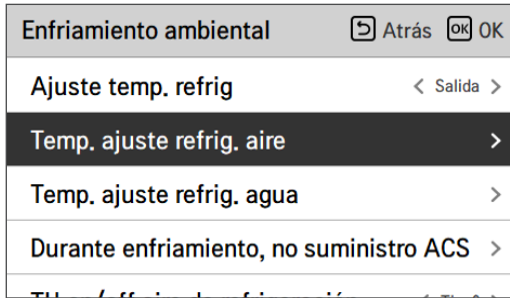 Enfriamiento ambiental Atrás OK OK
Ajuste temp. refrig < Salida >
Temp. ajuste refrig. aire >
Temp. ajuste refrig. agua >
Durante enfriamiento, no suministro ACS >